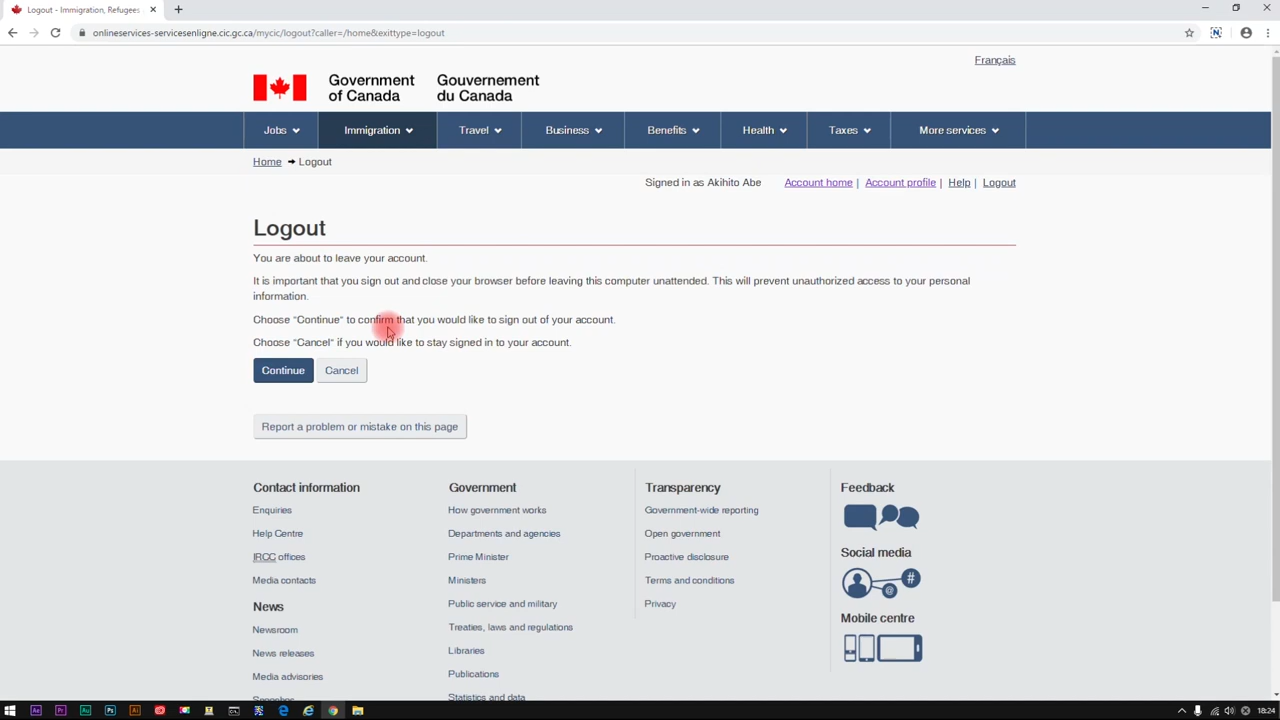 Logout - Immigration, Refugees
onlineservices-servicesenligne.cic.gc.ca/mycic/logout?caller=/home&exittype=logout
Français
Government of Canada
Gouvernement du Canada
Jobs Immigration Travel Business Benefits Health Taxes More services
Home → Logout
Signed in as Akihito Abe Account home | Account profile | Help | Logout
Logout
You are about to leave your account.
It is important that you sign out and close your browser before leaving this computer unattended. This will prevent unauthorized access to your personal
information.
Choose "Continue" to confirm that you would like to sign out of your account.
Choose "Cancel" if you would like to stay signed in to your account.
Continue Cancel
Report a problem or mistake on this page
Contact information
Enquiries
Help Centre
IRCC offices
Media contacts
News
Newsroom
News releases
Media advisories
Government
How government works
Departments and agencies
Prime Minister
Ministers
Public service and military
Treaties, laws and regulations
Libraries
Publications
Statistics and data
Transparency
Government-wide reporting
Open government
Proactive disclosure
Terms and conditions
Privacy
Feedback
Social media
# @
Mobile centre
Ae Pr Au Ps Ai
18:24